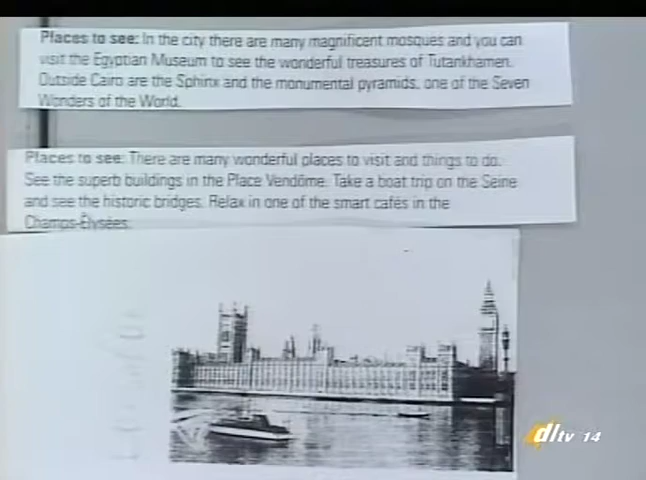 Places to see: In the city there are many magnificent mosques and you can
visit the Egyptian Museum to see the wonderful treasures of Tutankhamen.
Outside Cairo are the Sphinx and the monumental pyramids, one of the Seven
Wonders of the World.
Places to see: There are many wonderful places to visit and things to do.
See the superb buildings in the Place Vendôme. Take a boat trip on the Seine
and see the historic bridges. Relax in one of the smart cafés in the
Champs-Élysées.
dltv 14